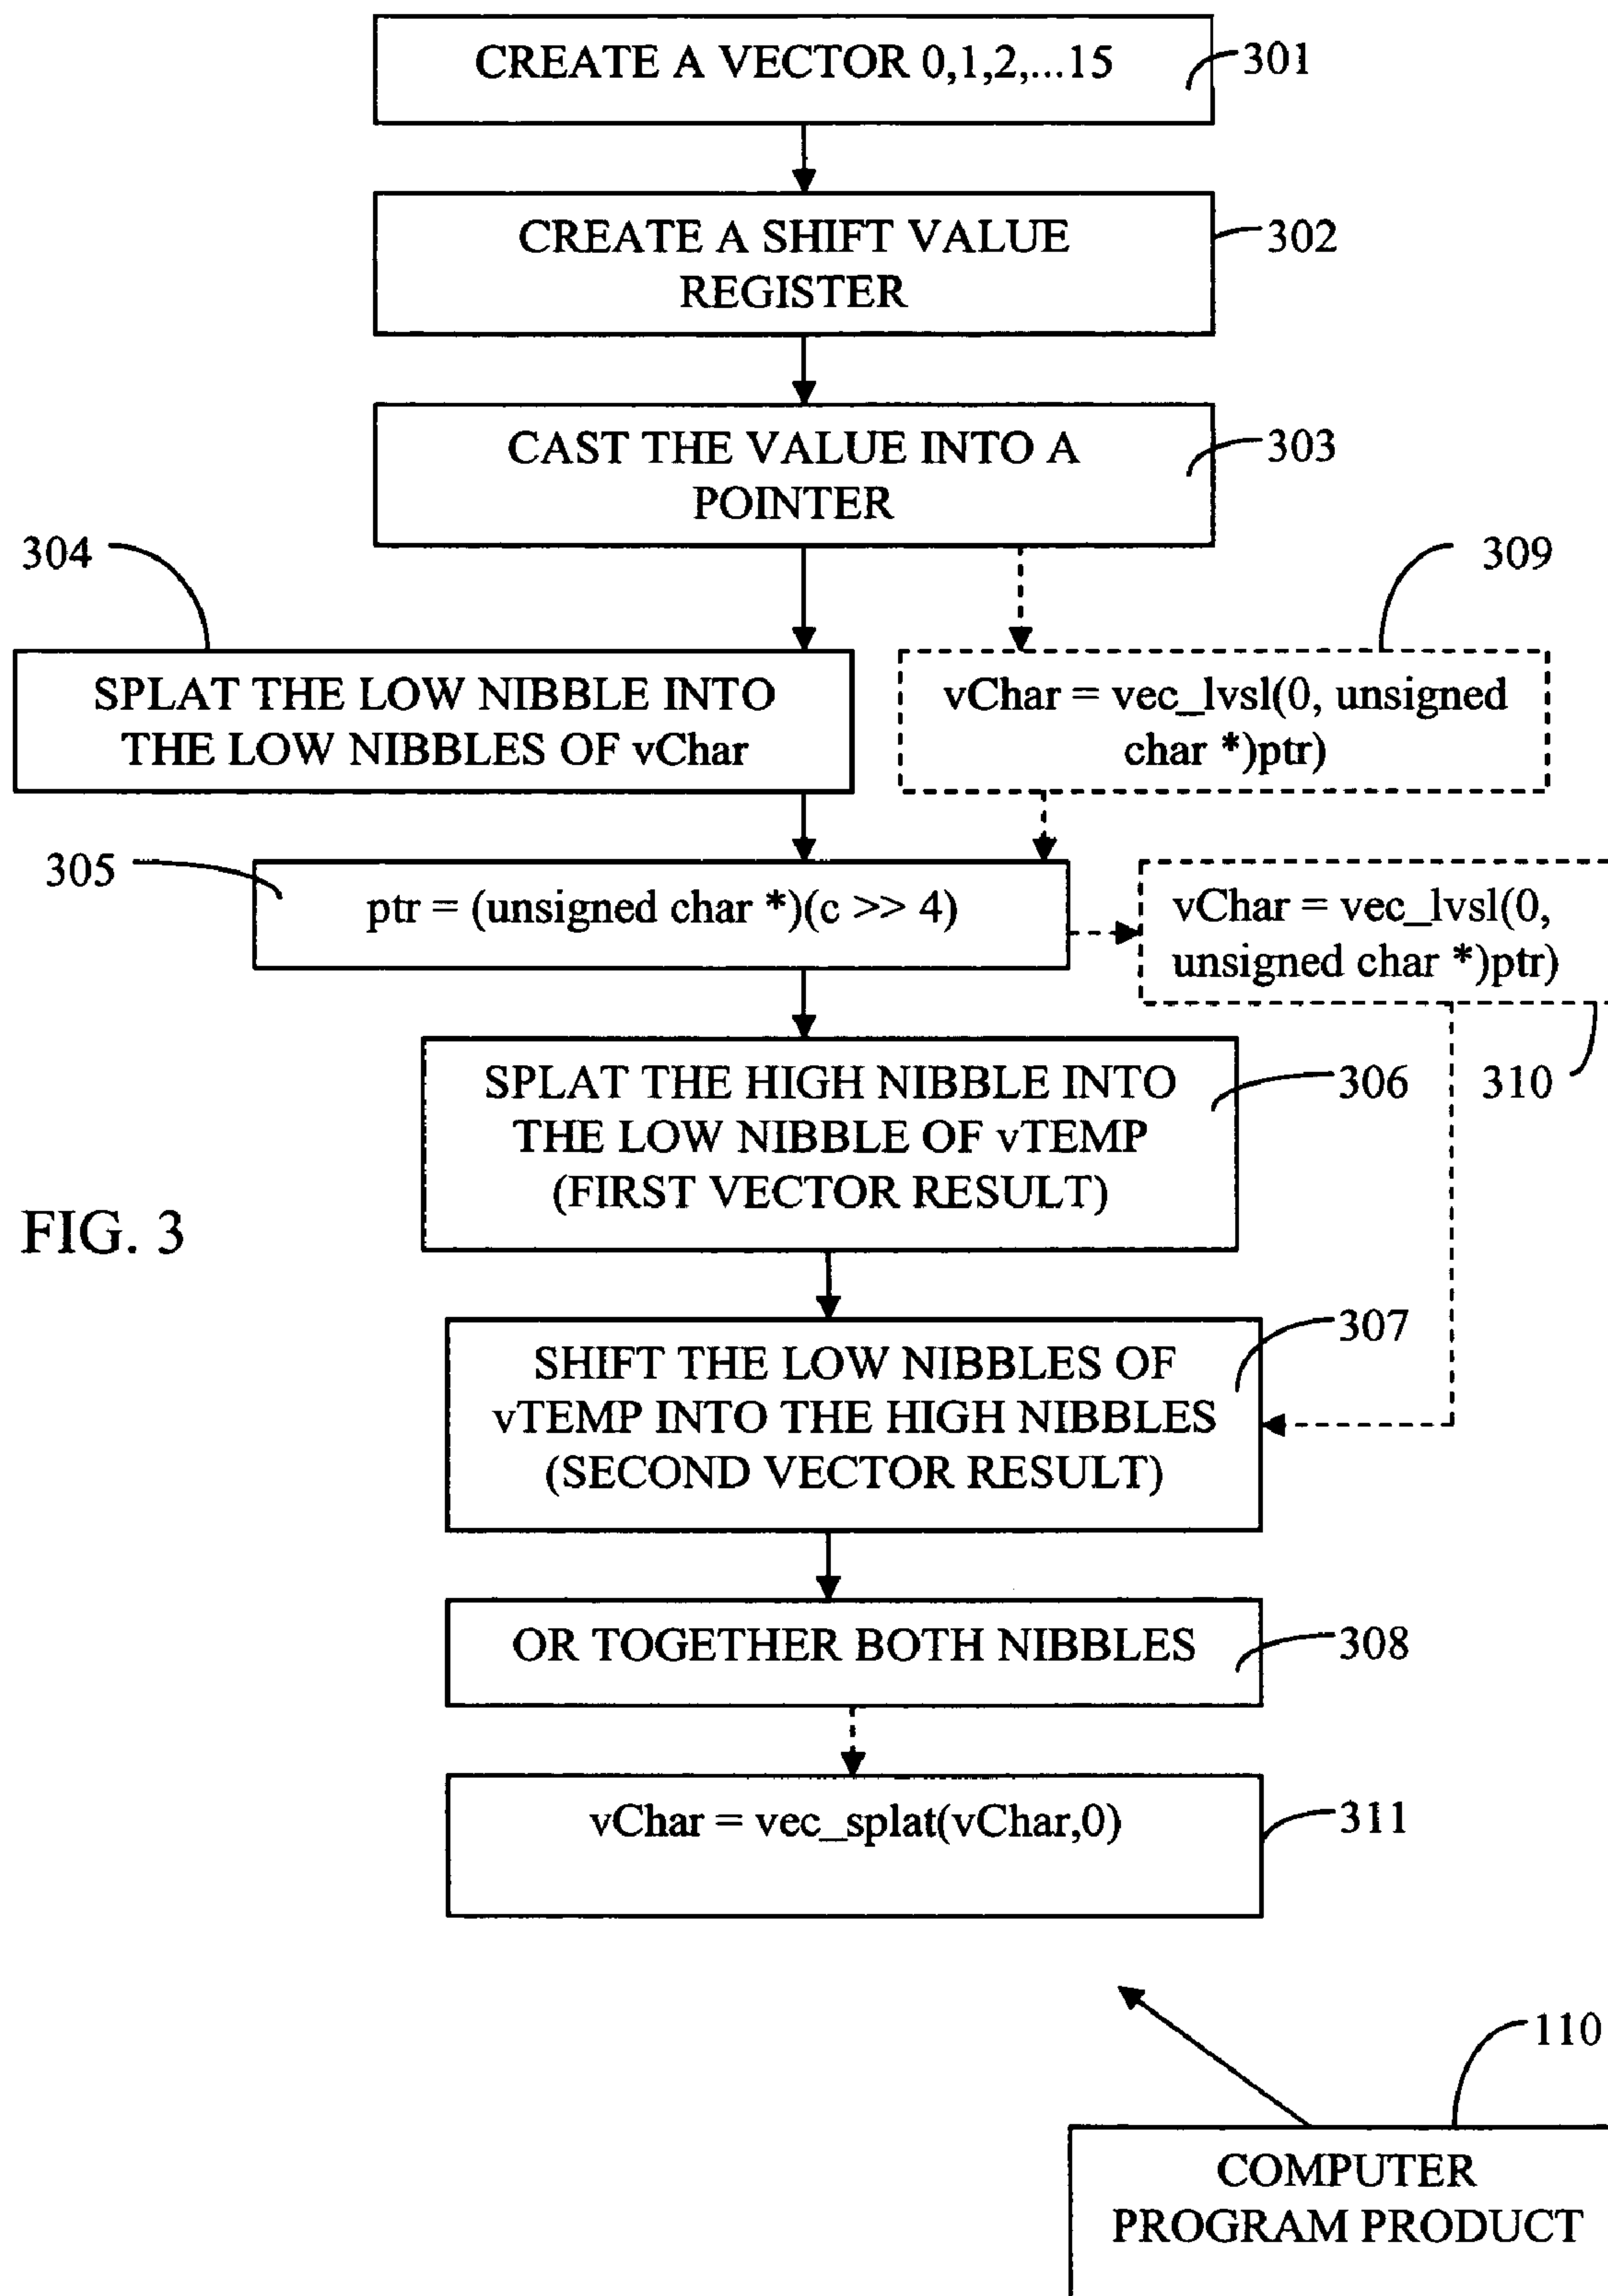 CREATE A VECTOR 0,1,2,...15
301
CREATE A SHIFT VALUE
REGISTER
302
CAST THE VALUE INTO A
POINTER
303
304
309
SPLAT THE LOW NIBBLE INTO
THE LOW NIBBLES OF vChar
vChar = vec_lvsl(0, unsigned
char *)ptr)
305
ptr = (unsigned char *)(c >> 4)
vChar = vec_lvsl(0,
unsigned char *)ptr)
SPLAT THE HIGH NIBBLE INTO
THE LOW NIBBLE OF vTEMP
(FIRST VECTOR RESULT)
306
310
FIG. 3
SHIFT THE LOW NIBBLES OF
vTEMP INTO THE HIGH NIBBLES
(SECOND VECTOR RESULT)
307
OR TOGETHER BOTH NIBBLES
308
vChar = vec_splat(vChar,0)
311
110
COMPUTER
PROGRAM PRODUCT